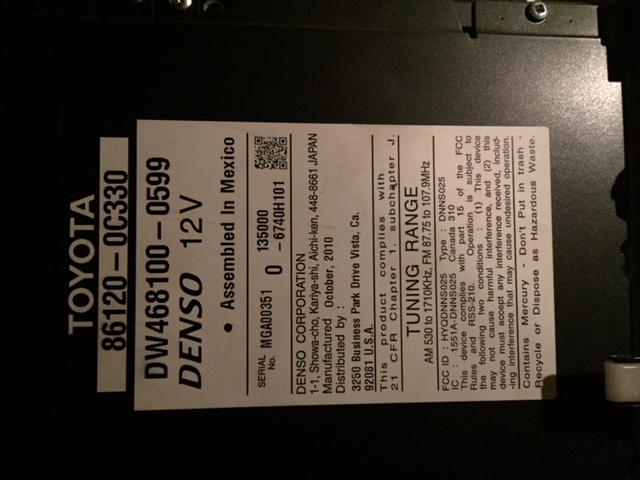 TOYOTA
86120-0C330
DW468100-0599
DENSO 12V
• Assembled In Mexico
SERIAL No. MGA00351 135000
0 -6740H101
DENSO CORPORATION
1-1, Showa-cho, Kariya-shi, Aichi-ken, 448-8661 JAPAN
Manufactured October, 2010
Distributed by :
3250 Business Park Drive Vista, Ca.
92081 U.S.A.
This product complies with
21 CFR Chapter 1, subchapter J.
TUNING RANGE
AM 530 to 1710KHz, FM 87.75 to 107.9MHz
FCC ID : HYQDNNS025 Type : DNNS025
IC : 1551A-DNNS025 Canada 310
This device complies with part 15 of the FCC
Rules and RSS-210. Operation is subject to
the following two conditions : (1) This device
may not cause harmful interference, and (2) this
device must accept any interference received, includ-
-ing interference that may cause undesired operation.
Contains Mercury - Don't Put in trash -
Recycle or Dispose as Hazardous Waste.